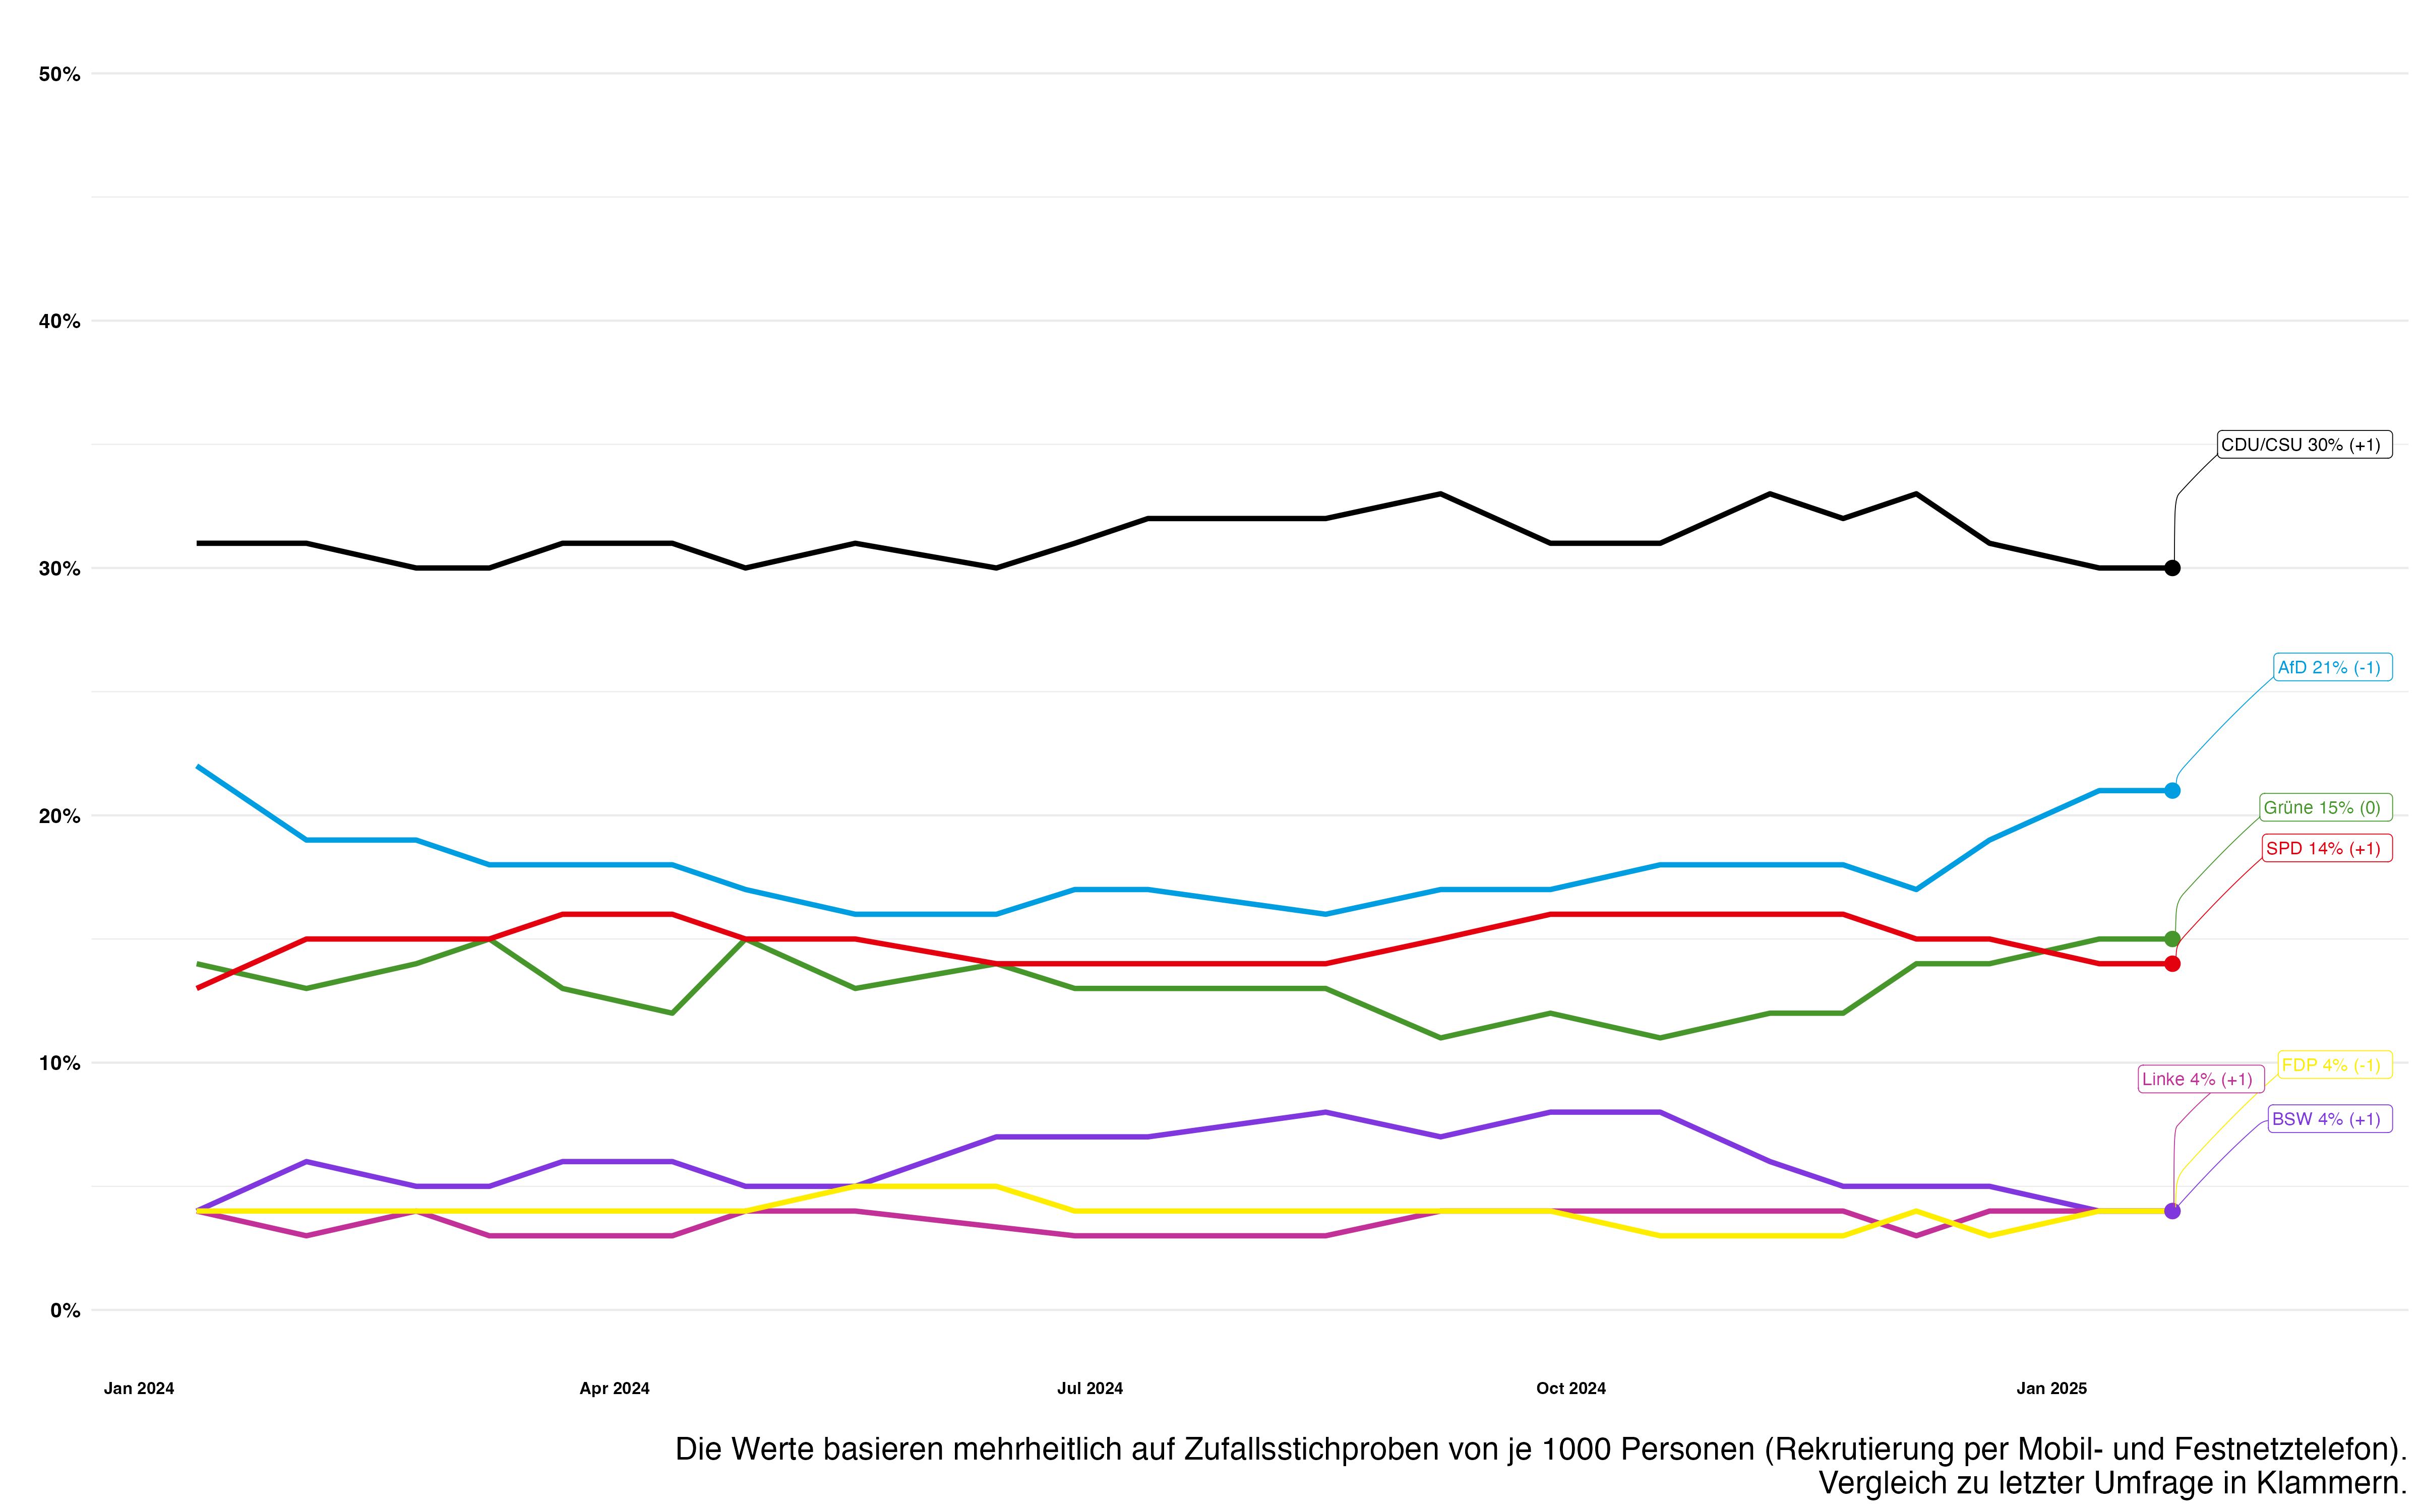 50%
40%
CDU/CSU 30% (+1)
30%
AfD 21% (-1)
Grüne 15% (0)
20%
SPD 14% (+1)
10%
FDP 4% (-1)
Linke 4% (+1)
BSW 4% (+1)
0%
Jan 2024 Apr 2024 Jul 2024 Oct 2024 Jan 2025
Die Werte basieren mehrheitlich auf Zufallsstichproben von je 1000 Personen (Rekrutierung per Mobil- und Festnetztelefon).
Vergleich zu letzter Umfrage in Klammern.